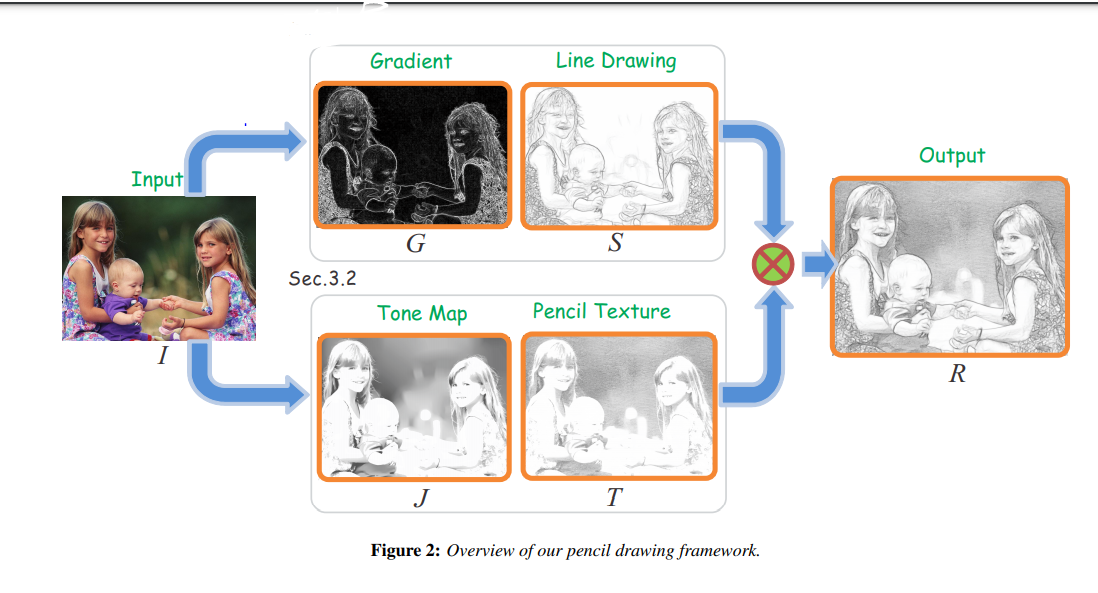 Gradient
Line Drawing
Input
G
S
Output
I
Sec.3.2
R
Tone Map
Pencil Texture
J
T
Figure 2: Overview of our pencil drawing framework.